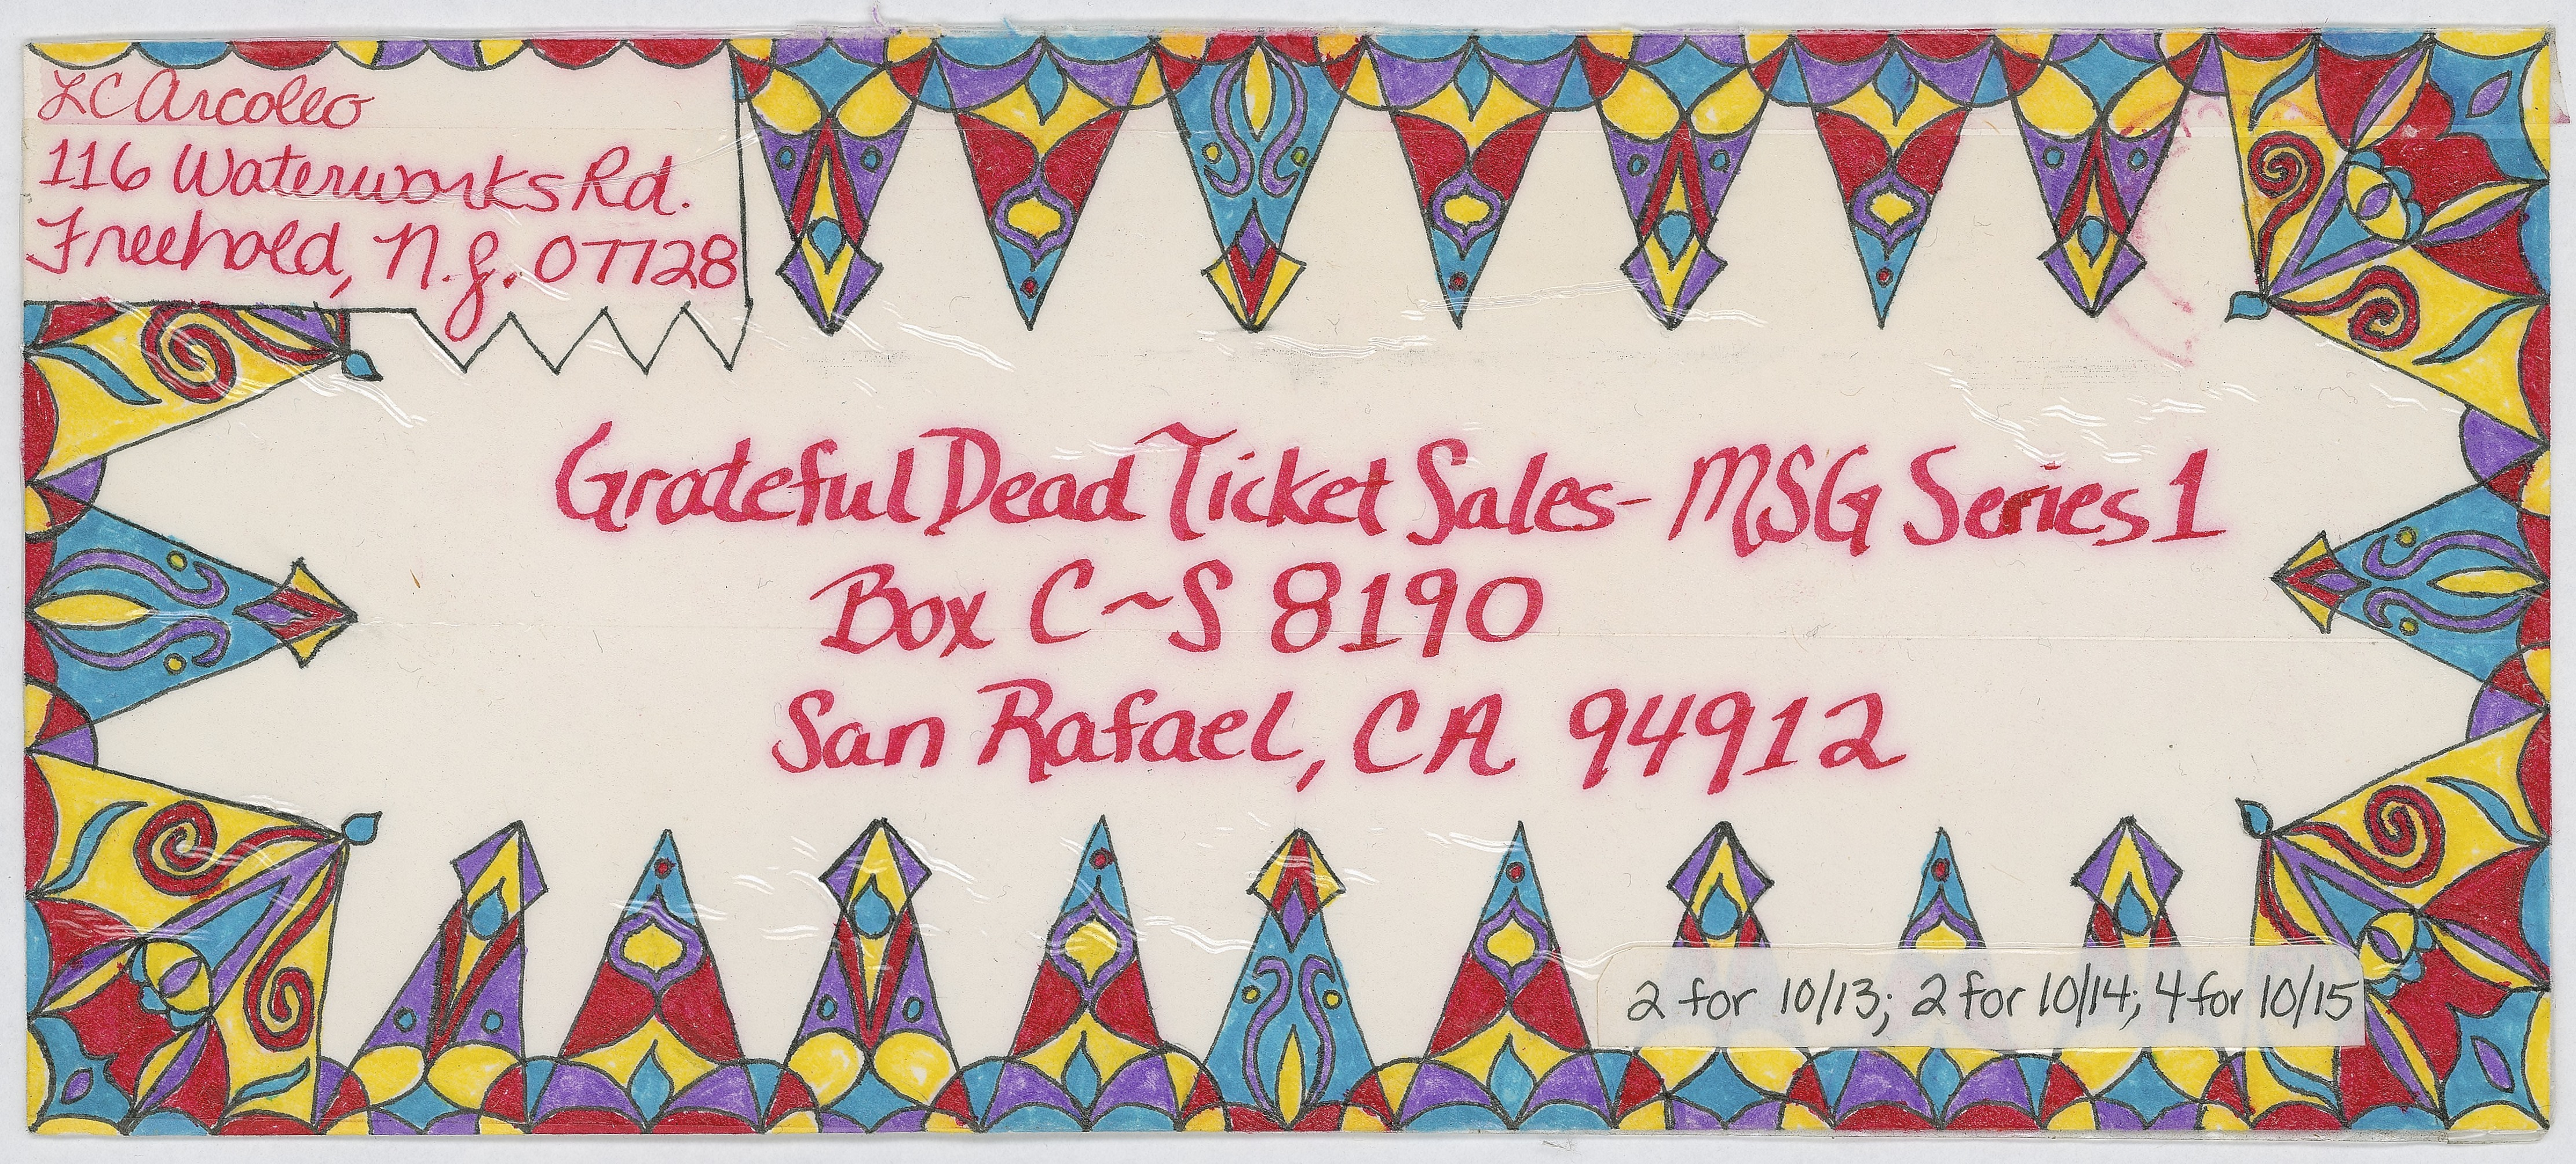 LC Arcoleo
116 Waterworks Rd.
Freehold, N.J. 07728
Grateful Dead Ticket Sales- MSG Series 1
Box C~S 8190
San Rafael, CA 94912
2 for 10/13; 2 for 10/14; 4 for 10/15